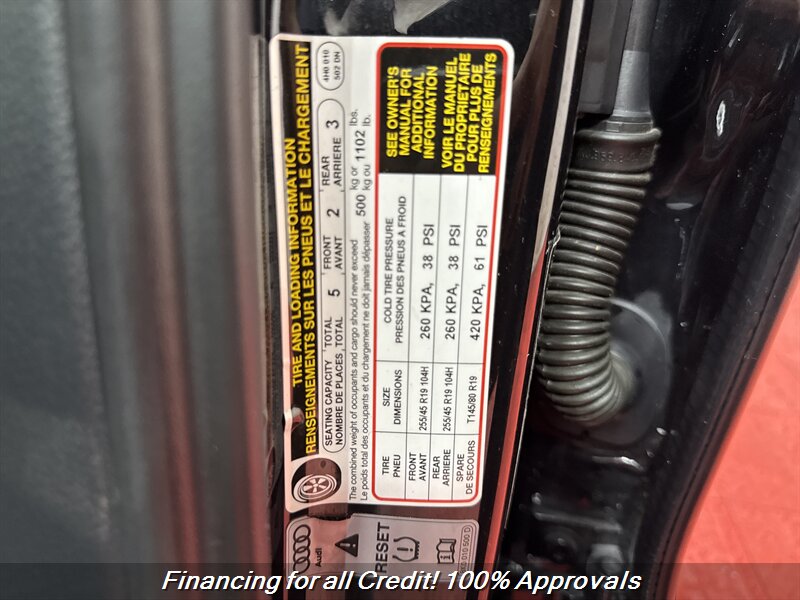 TIRE AND LOADING INFORMATION
RENSEIGNEMENTS SUR LES PNEUS ET LE CHARGEMENT
4H0 010
502 DN
SEATING CAPACITY TOTAL 5 FRONT 2 REAR 3
NOMBRE DE PLACES TOTAL AVANT ARRIERE
The combined weight of occupants and cargo should never exceed 500 kg or 1102 lbs.
Le poids total des occupants et du chargement ne doit jamais dépasser kg ou lb.
TIRE SIZE COLD TIRE PRESSURE
PNEU DIMENSIONS PRESSION DES PNEUS A FROID
FRONT
AVANT 255/45 R19 104H 260 KPA, 38 PSI
REAR
ARRIERE 255/45 R19 104H 260 KPA, 38 PSI
SPARE
DE SECOURS T145/80 R19 420 KPA, 61 PSI
SEE OWNER'S
MANUAL FOR
ADDITIONAL
INFORMATION
VOIR LE MANUEL
DU PROPRIETAIRE
POUR PLUS DE
RENSEIGNEMENTS
Audi
RESET
010 500 D
Financing for all Credit! 100% Approvals